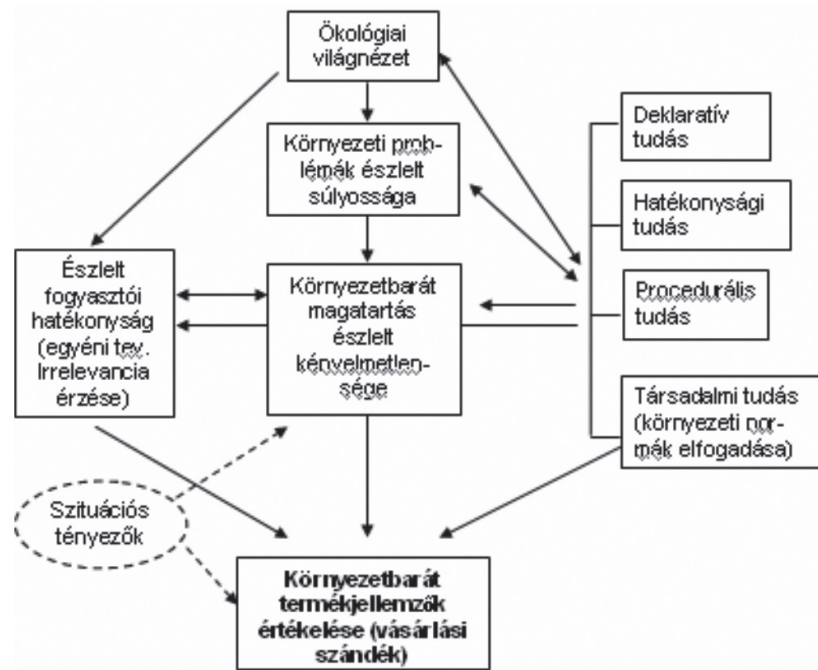 Ökológiai
világnézet
Környezeti prob-
lémák észlelt
súlyossága
Észlelt
fogyasztói
hatékonyság
(egyéni tev.
Irrelevancia
érzése)
Környezetbarát
magatartás
észlelt
kényelmetlen-
sége
Deklaratív
tudás
Hatékonysági
tudás
Procedurális
tudás
Társadalmi tudás
(környezeti nor-
mák elfogadása)
Szituációs
tényezők
Környezetbarát
termékjellemzők
értékelése (vásárlási
szándék)